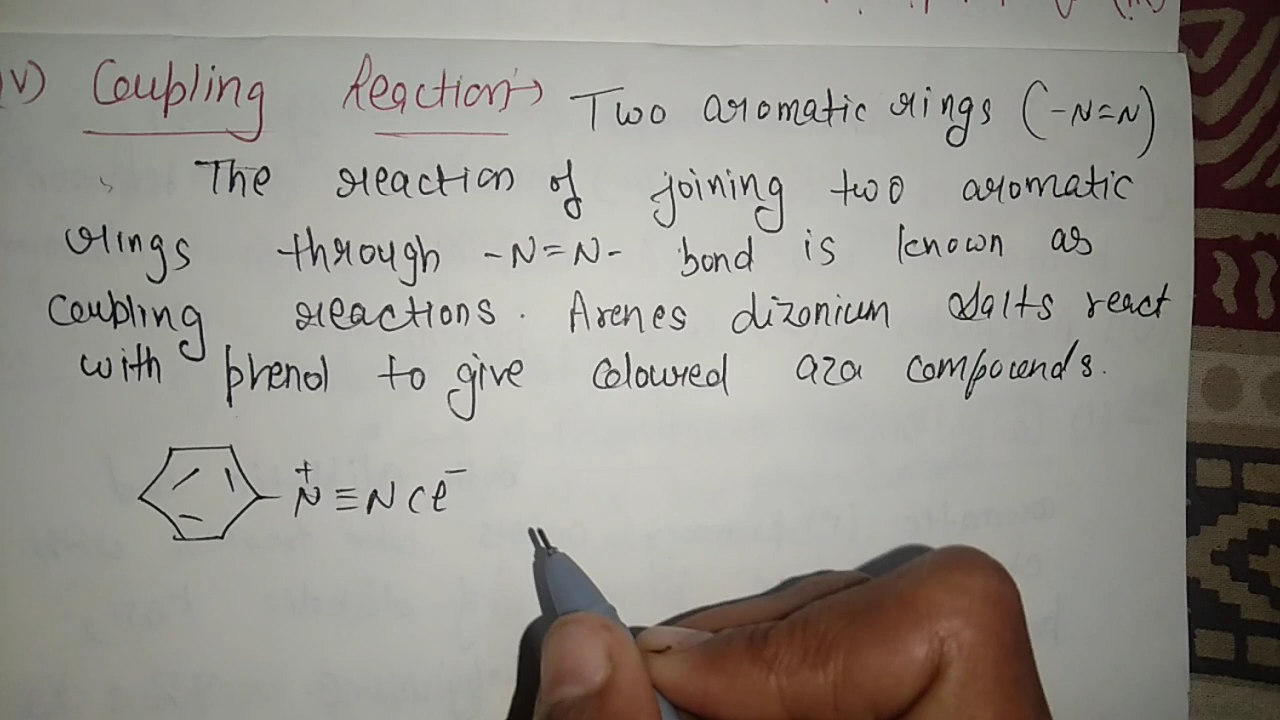 V) Coupling Reaction→ Two aromatic rings (-N=N)
The reaction of joining two aromatic
rings through -N=N- bond is known as
Coupling reactions. Arenes dizonium Salts react
with phenol to give Coloured aza compounds.
N⁺≡NCl⁻